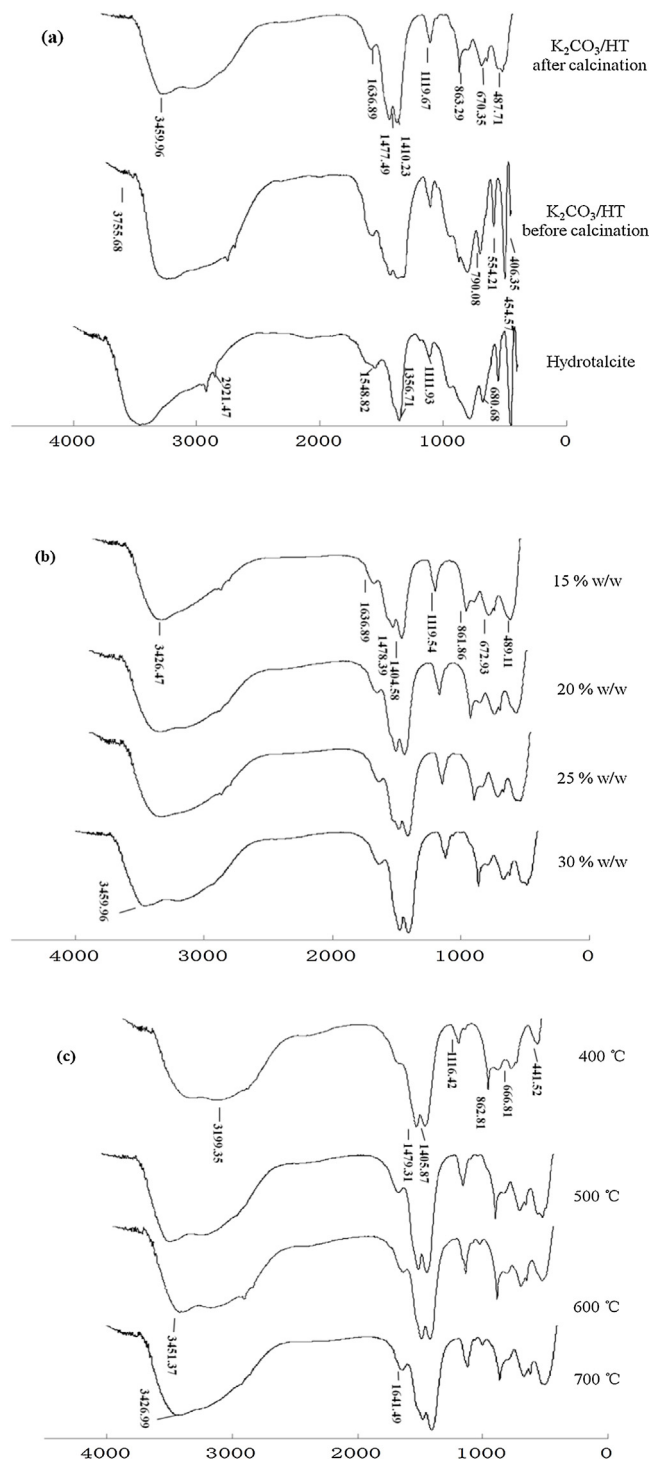 (a)
K₂CO₃/HT
after calcination
3459.96
1636.89
1477.49
1410.23
1119.67
863.29
670.35
487.71
K₂CO₃/HT
before calcination
3755.68
790.08
554.21
454.57
406.35
Hydrotalcite
2921.47
1548.82
1356.71
1111.93
680.68
4000 3000 2000 1000 0
(b)
15 % w/w
3426.47
1636.89
1478.39
1404.58
1119.54
861.86
672.93
489.11
20 % w/w
25 % w/w
30 % w/w
3459.96
4000 3000 2000 1000 0
(c)
400 ℃
3199.35
1479.31
1405.87
1116.42
862.81
666.81
441.52
500 ℃
600 ℃
3451.37
700 ℃
3426.99
1641.49
4000 3000 2000 1000 0